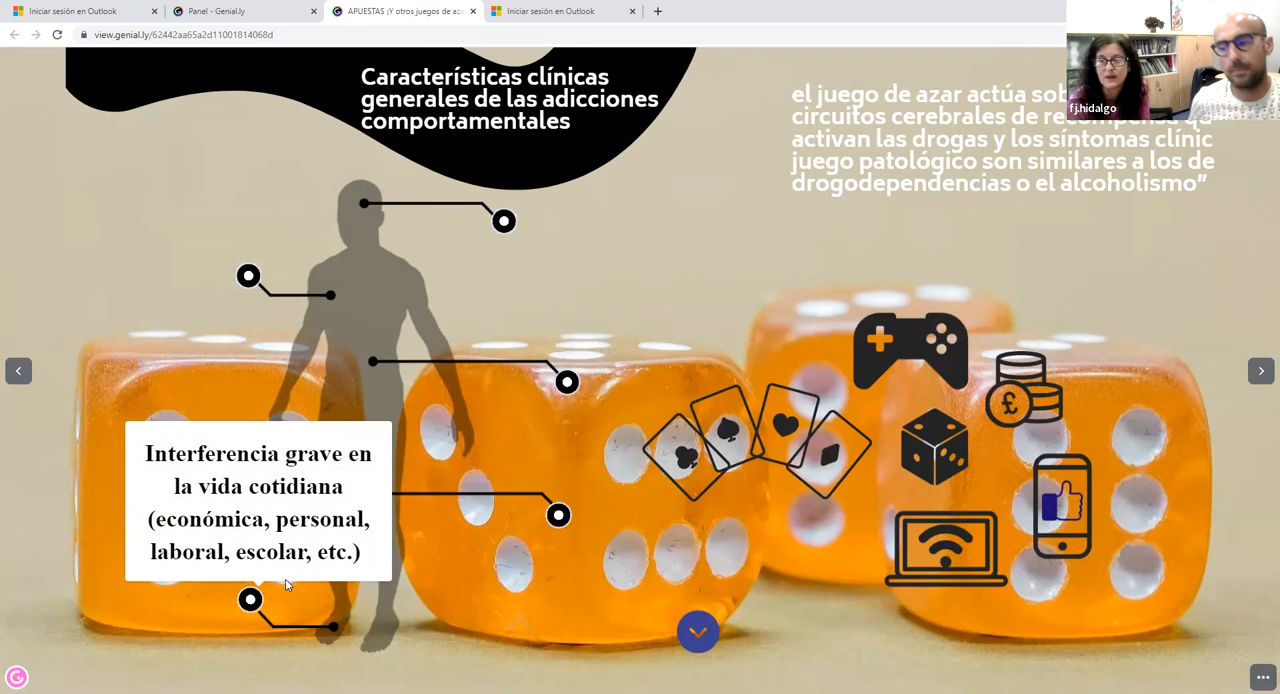 Iniciar sesión en Outlook
Panel - Genial.ly
APUESTAS ¡Y otros juegos de aza
Iniciar sesión en Outlook
view.genial.ly/62442aa65a2d11001814068d
Características clínicas
generales de las adicciones
comportamentales
el juego de azar actúa sob
circuitos cerebrales de recompensa qu
activan las drogas y los síntomas clínic
juego patológico son similares a los de
drogodependencias o el alcoholismo”
fj.hidalgo
Interferencia grave en
la vida cotidiana
(económica, personal,
laboral, escolar, etc.)